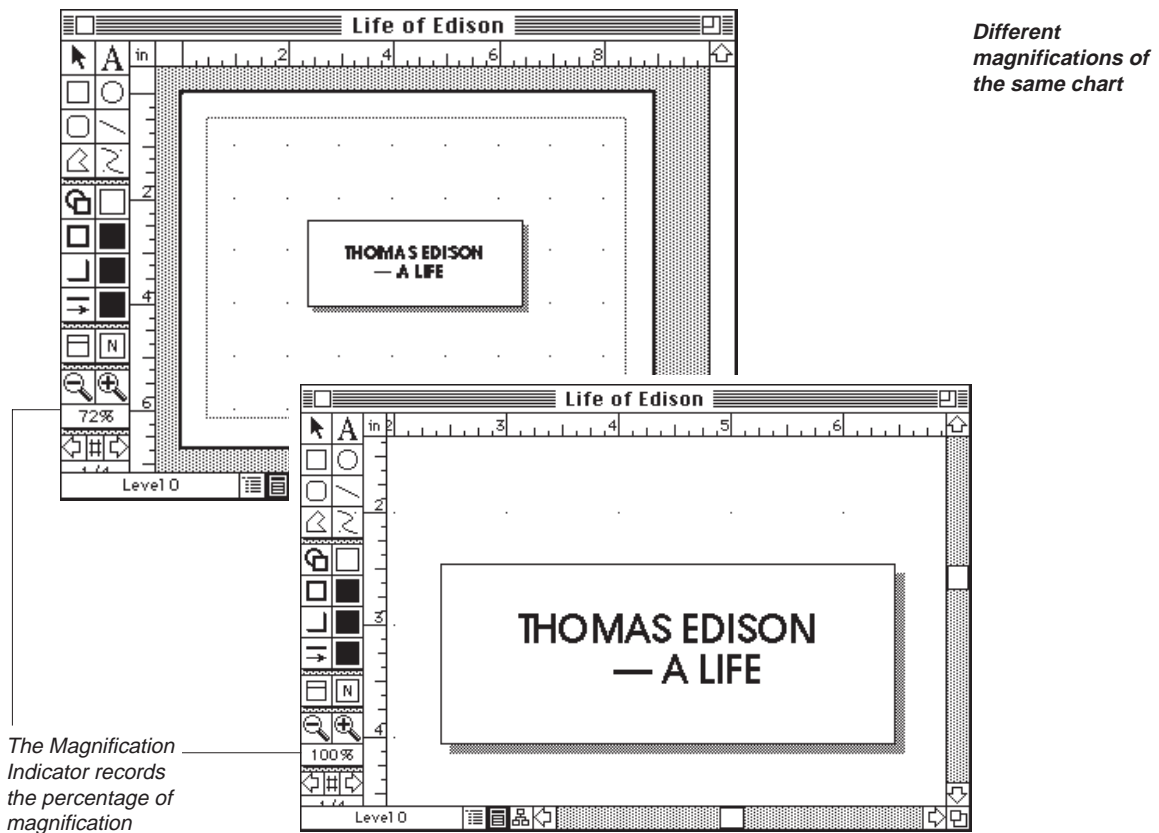 Life of Edison
Different
magnifications of
the same chart
A
in
2
4
6
8
2
4
6
THOMAS EDISON
— A LIFE
N
72%
#
Level 0
Life of Edison
A
in
2
3
4
5
6
2
3
4
THOMAS EDISON
— A LIFE
N
100%
#
Level 0
The Magnification
Indicator records
the percentage of
magnification